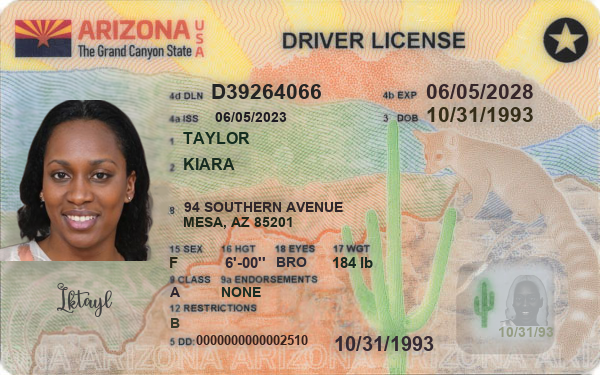 ARIZONA USA
The Grand Canyon State
DRIVER LICENSE
4d DLN D39264066
4b EXP 06/05/2028
4a ISS 06/05/2023
3 DOB 10/31/1993
1 TAYLOR
2 KIARA
8 94 SOUTHERN AVENUE
MESA, AZ 85201
15 SEX 16 HGT 18 EYES 17 WGT
F 6'-00" BRO 184 lb
9 CLASS 9a ENDORSEMENTS
A NONE
12 RESTRICTIONS
B
5 DD: 0000000000002510
10/31/1993
10/31/93
ARIZONA ARIZONA ARIZONA ARIZONA